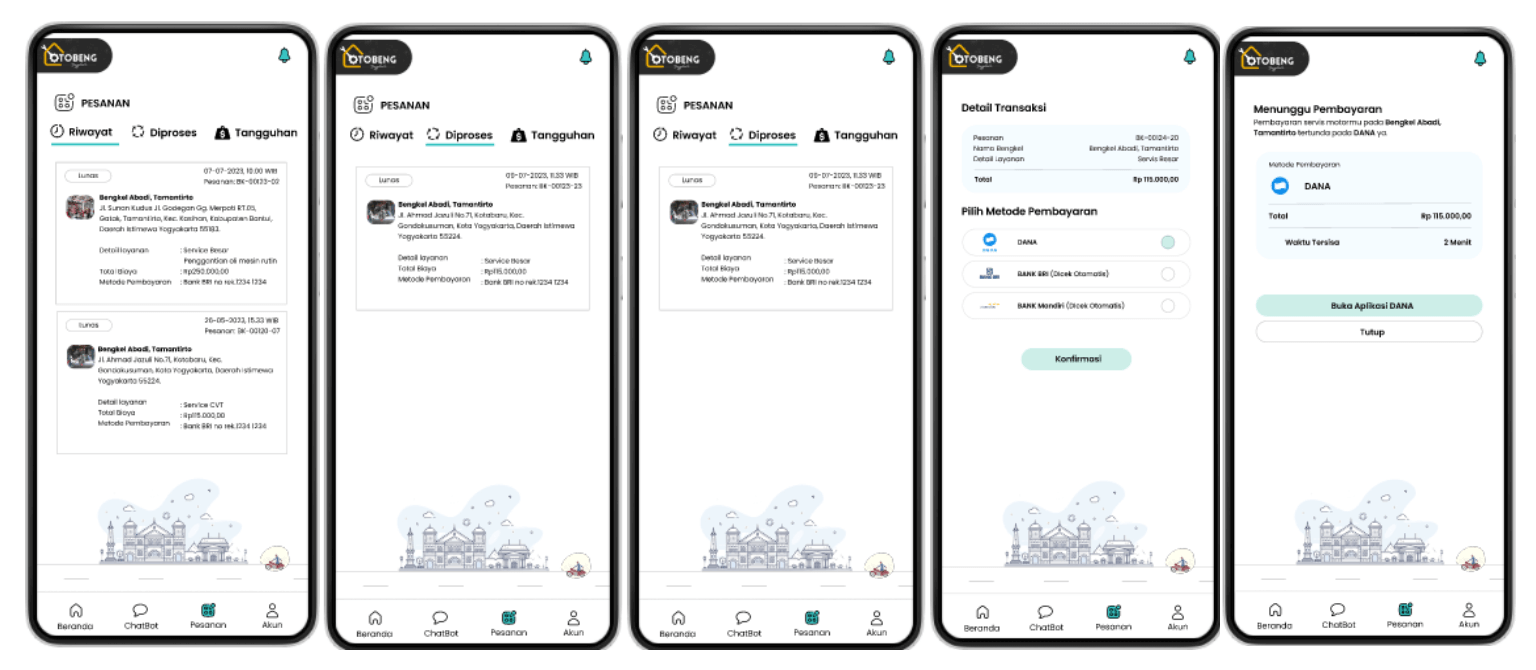 OTOBENG
PESANAN
Riwayat Diproses Tangguhan
Lunas
07-07-2023, 10.00 WIB
Pesanan: BK-00123-02
Bengkel Abadi, Tamantirto
Jl. Sunan Kudus Jl. Godegan Gg. Merpati RT.05,
Gatak, Tamantirto, Kec. Kasihan, Kabupaten Bantul,
Daerah Istimewa Yogyakarta 55183.
Detail layanan : Service Besar
Penggantian oli mesin rutin
Total Biaya : Rp250.000,00
Metode Pembayaran : Bank BRI no rek.1234 1234
Lunas
26-05-2023, 15.33 WIB
Pesanan: BK-00120-07
Bengkel Abadi, Tamantirto
Jl. Ahmad Jazuli No.71, Kotabaru, Kec.
Gondokusuman, Kota Yogyakarta, Daerah Istimewa
Yogyakarta 55224.
Detail layanan : Service CVT
Total Biaya : Rp115.000,00
Metode Pembayaran : Bank BRI no rek.1234 1234
Beranda ChatBot Pesanan Akun
OTOBENG
PESANAN
Riwayat Diproses Tangguhan
Lunas
09-07-2023, 11.33 WIB
Pesanan: BK-00123-23
Bengkel Abadi, Tamantirto
Jl. Ahmad Jazuli No.71, Kotabaru, Kec.
Gondokusuman, Kota Yogyakarta, Daerah Istimewa
Yogyakarta 55224.
Detail layanan : Service Besar
Total Biaya : Rp115.000,00
Metode Pembayaran : Bank BRI no rek.1234 1234
Beranda ChatBot Pesanan Akun
OTOBENG
PESANAN
Riwayat Diproses Tangguhan
Lunas
09-07-2023, 11.33 WIB
Pesanan: BK-00123-23
Bengkel Abadi, Tamantirto
Jl. Ahmad Jazuli No.71, Kotabaru, Kec.
Gondokusuman, Kota Yogyakarta, Daerah Istimewa
Yogyakarta 55224.
Detail layanan : Service Besar
Total Biaya : Rp115.000,00
Metode Pembayaran : Bank BRI no rek.1234 1234
Beranda ChatBot Pesanan Akun
OTOBENG
Detail Transaksi
Pesanan BK-00124-20
Nama Bengkel Bengkel Abadi, Tamantirto
Detail Layanan Servis Besar
Total Rp 115.000,00
Pilih Metode Pembayaran
DANA
BANK BRI (Dicek Otomatis)
BANK Mandiri (Dicek Otomatis)
Konfirmasi
Beranda ChatBot Pesanan Akun
OTOBENG
Menunggu Pembayaran
Pembayaran servis motormu pada Bengkel Abadi,
Tamantirto tertunda pada DANA ya.
Metode Pembayaran
DANA
Total Rp 115.000,00
Waktu Tersisa 2 Menit
Buka Aplikasi DANA
Tutup
Beranda ChatBot Pesanan Akun